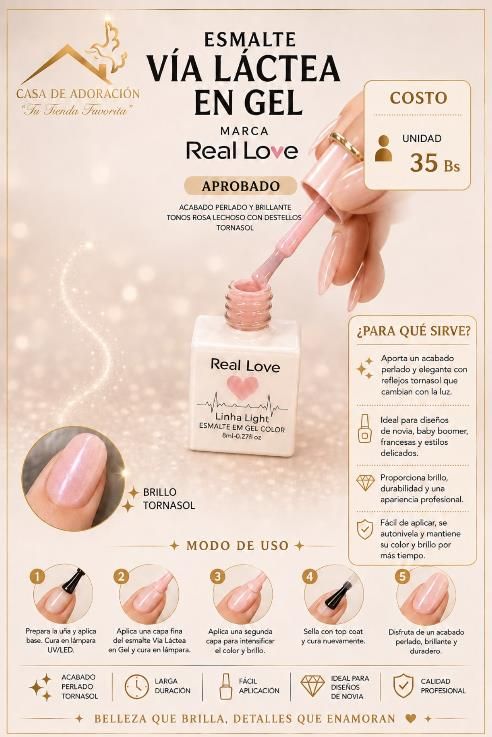 CASA DE ADORACIÓN
"Tu Tienda Favorita"
ESMALTE
VÍA LÁCTEA
EN GEL
MARCA
Real Love
APROBADO
ACABADO PERLADO Y BRILLANTE
TONOS ROSA LECHOSO CON DESTELLOS
TORNASOL
COSTO
UNIDAD
35 Bs
Real Love
Linha Light
ESMALTE EM GEL COLOR
8ml-0.27fl oz
¿PARA QUÉ SIRVE?
Aporta un acabado
perlado y elegante con
reflejos tornasol que
cambian con la luz.
Ideal para diseños
de novia, baby boomer,
francesas y estilos
delicados.
Proporciona brillo,
durabilidad y una
apariencia profesional.
Fácil de aplicar, se
autonivela y mantiene
su color y brillo por
más tiempo.
BRILLO
TORNASOL
MODO DE USO
1
Prepara la uña y aplica
base. Cura en lámpara
UV/LED.
2
Aplica una capa fina
del esmalte Vía Láctea
en Gel y cura en lámpara.
3
Aplica una segunda
capa para intensificar
el color y brillo.
4
Sella con top coat
y cura nuevamente.
5
Disfruta de un acabado
perlado, brillante y
duradero.
ACABADO
PERLADO
TORNASOL
LARGA
DURACIÓN
FÁCIL
APLICACIÓN
IDEAL PARA
DISEÑOS
DE NOVIA
CALIDAD
PROFESIONAL
BELLEZA QUE BRILLA, DETALLES QUE ENAMORAN